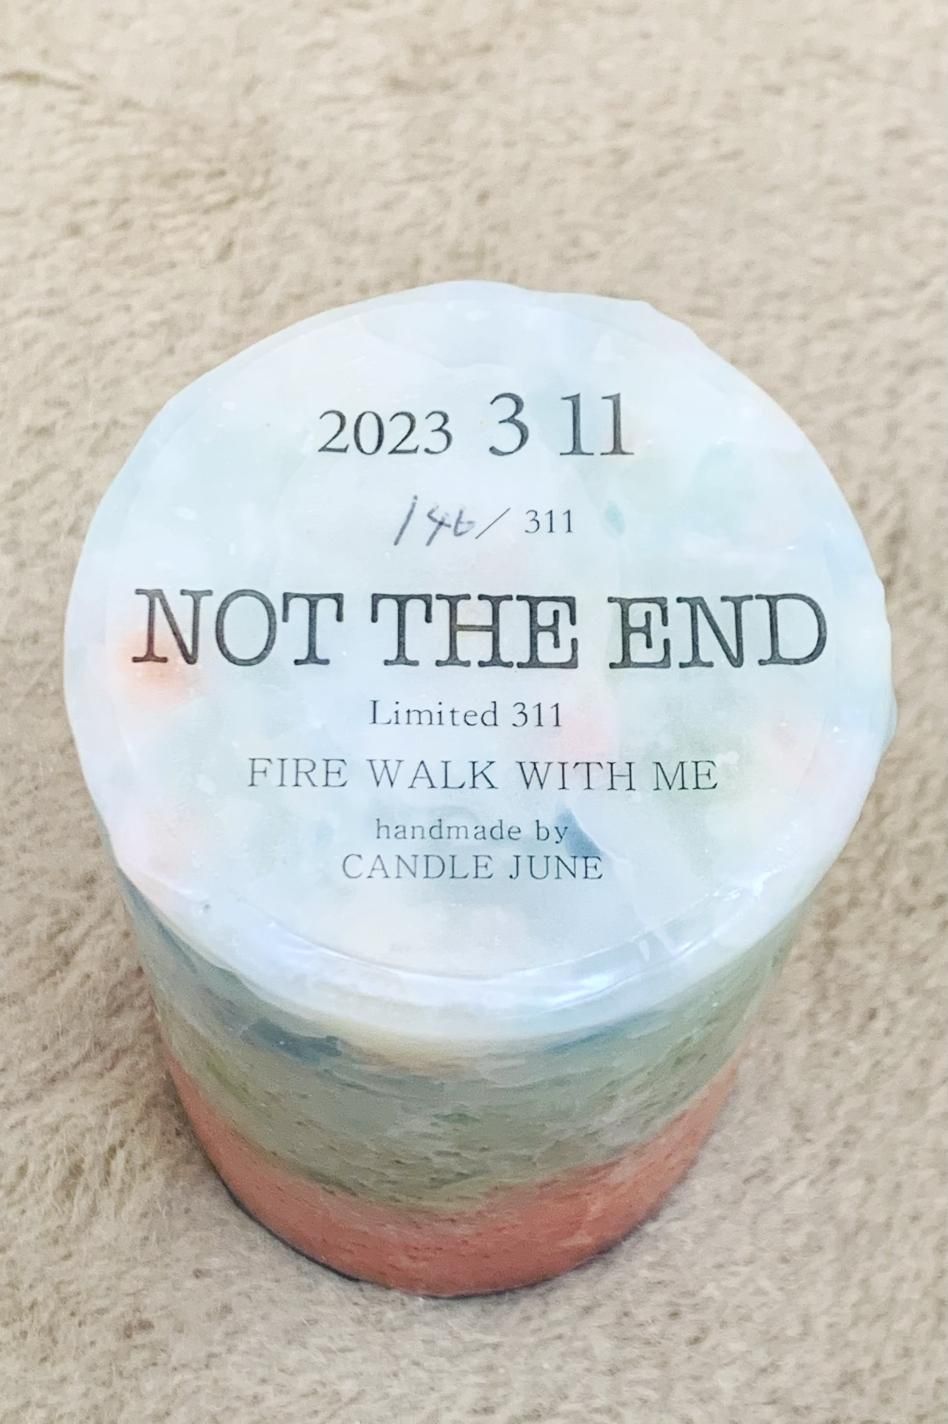 2023 3 11
146/ 311
NOT THE END
Limited 311
FIRE WALK WITH ME
handmade by
CANDLE JUNE